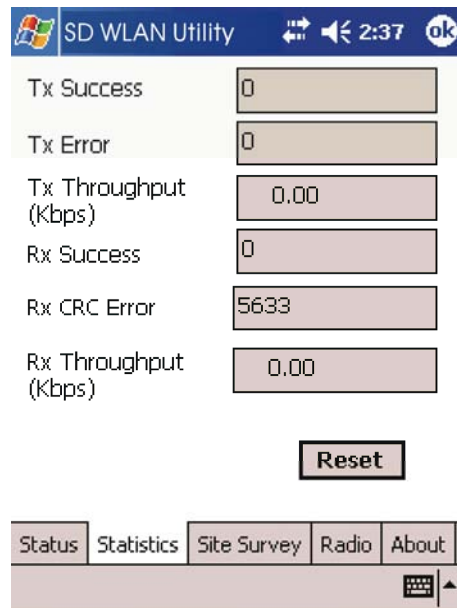 SD WLAN Utility 2:37 ok
Tx Success 0
Tx Error 0
Tx Throughput (Kbps) 0.00
Rx Success 0
Rx CRC Error 5633
Rx Throughput (Kbps) 0.00
Reset
Status Statistics Site Survey Radio About